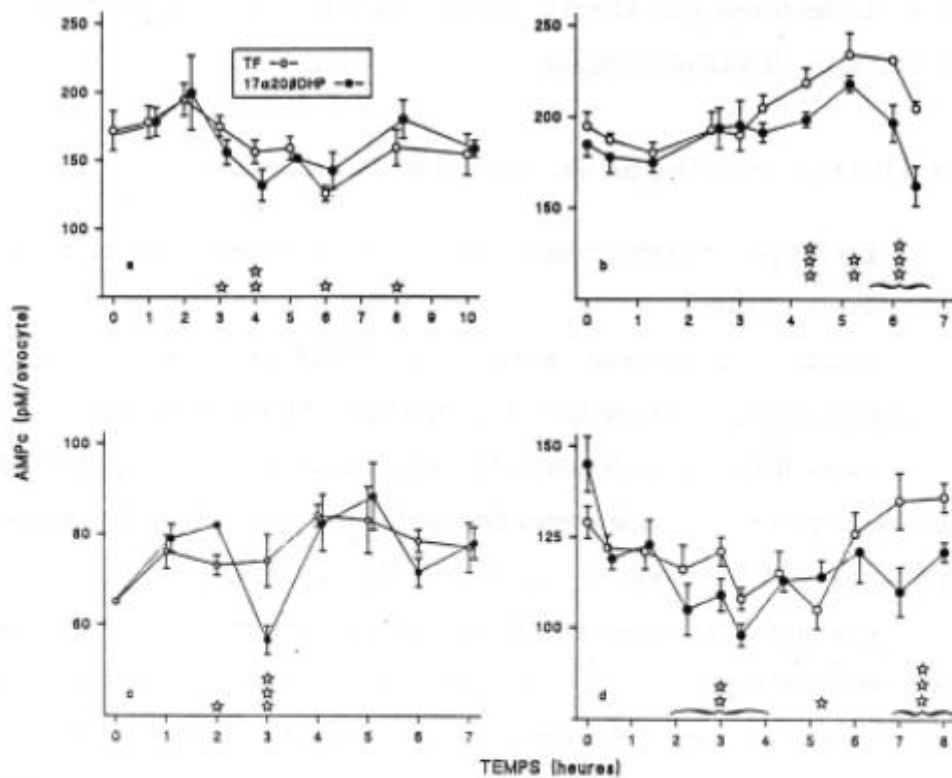 TF -o-
17α20βDHP -●-
250
200
150
100
a
☆ ☆☆ ☆ ☆
0 1 2 3 4 5 6 7 8 9 10
250
200
150
b
☆☆☆ ☆☆ ☆☆☆
0 1 2 3 4 5 6 7
AMPc (pM/ovocyte)
100
80
60
c
☆ ☆☆☆
0 1 2 3 4 5 6 7
150
125
100
d
☆☆ ☆ ☆☆☆
0 1 2 3 4 5 6 7 8
TEMPS (heures)